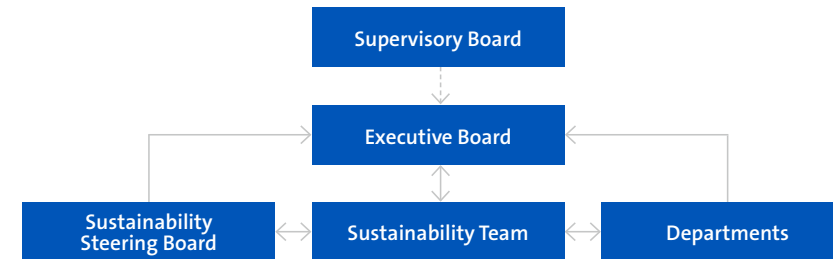 Supervisory Board
Executive Board
Sustainability
Steering Board
Sustainability Team
Departments